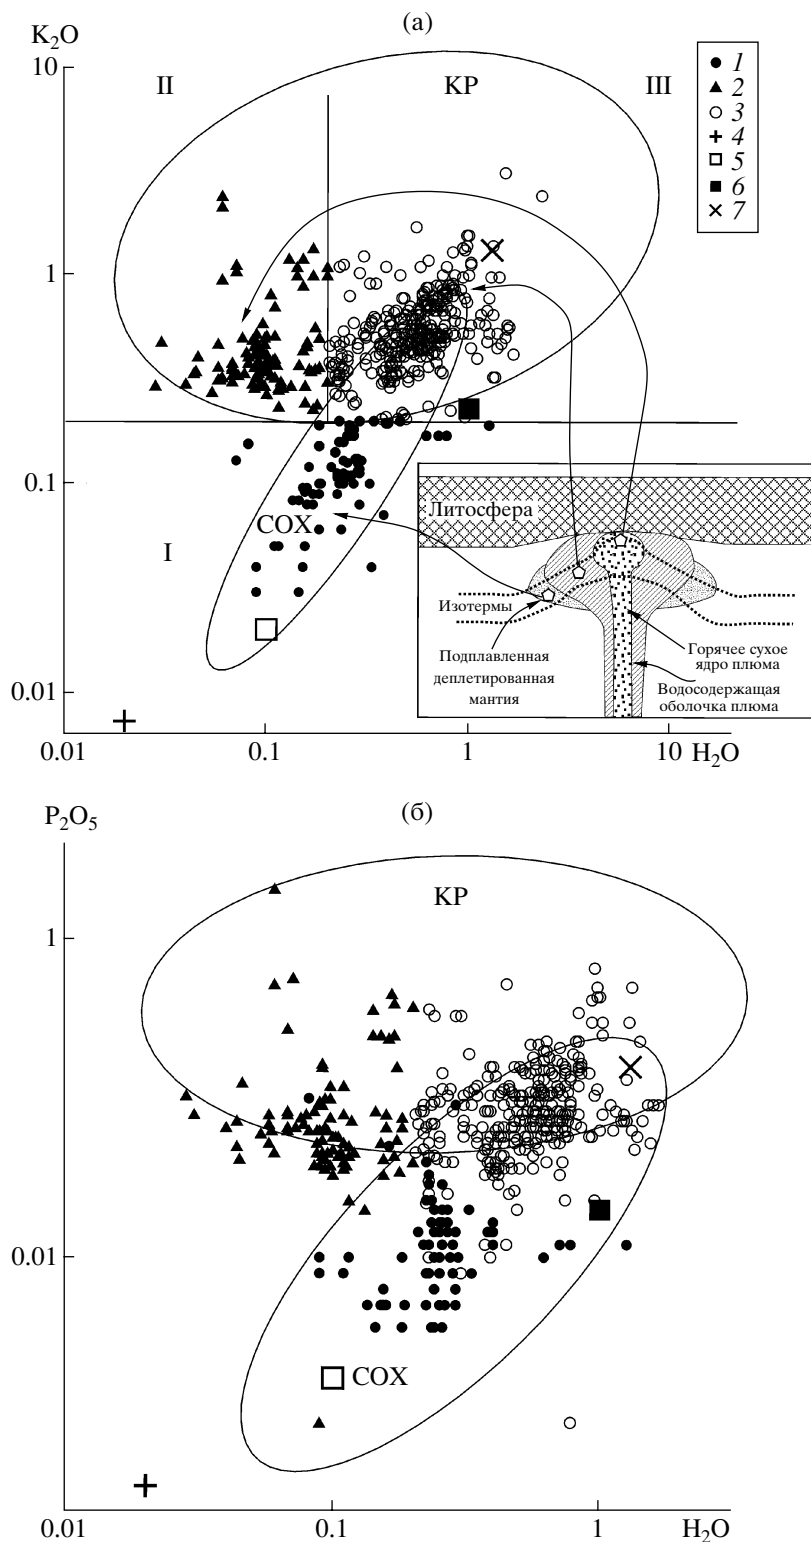 (а)
K2O
10
1
0.1
0.01
0.01
0.1
1
10
H2O
II
KP
III
I
COX
1
2
3
4
5
6
7
Литосфера
Изотермы
Подплавленная
деплетированная
мантия
Горячее сухое
ядро плюма
Водосодержащая
оболочка плюма
(б)
P2O5
1
0.01
0.01
0.1
1
H2O
KP
COX